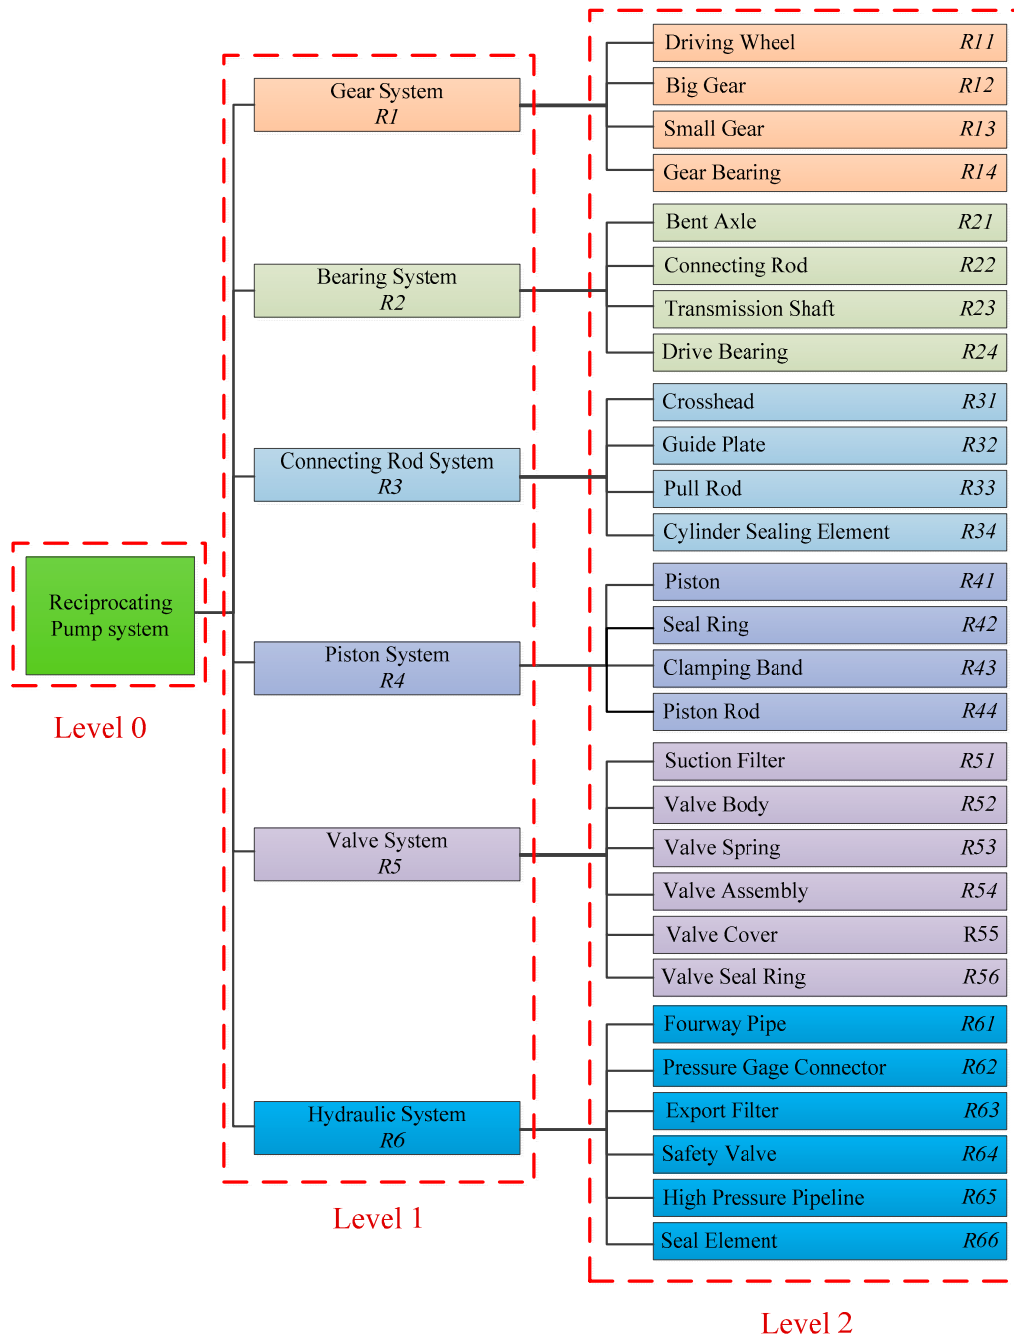 Reciprocating
Pump system
Level 0
Gear System
R1
Bearing System
R2
Connecting Rod System
R3
Piston System
R4
Valve System
R5
Hydraulic System
R6
Level 1
Driving Wheel R11
Big Gear R12
Small Gear R13
Gear Bearing R14
Bent Axle R21
Connecting Rod R22
Transmission Shaft R23
Drive Bearing R24
Crosshead R31
Guide Plate R32
Pull Rod R33
Cylinder Sealing Element R34
Piston R41
Seal Ring R42
Clamping Band R43
Piston Rod R44
Suction Filter R51
Valve Body R52
Valve Spring R53
Valve Assembly R54
Valve Cover R55
Valve Seal Ring R56
Fourway Pipe R61
Pressure Gage Connector R62
Export Filter R63
Safety Valve R64
High Pressure Pipeline R65
Seal Element R66
Level 2